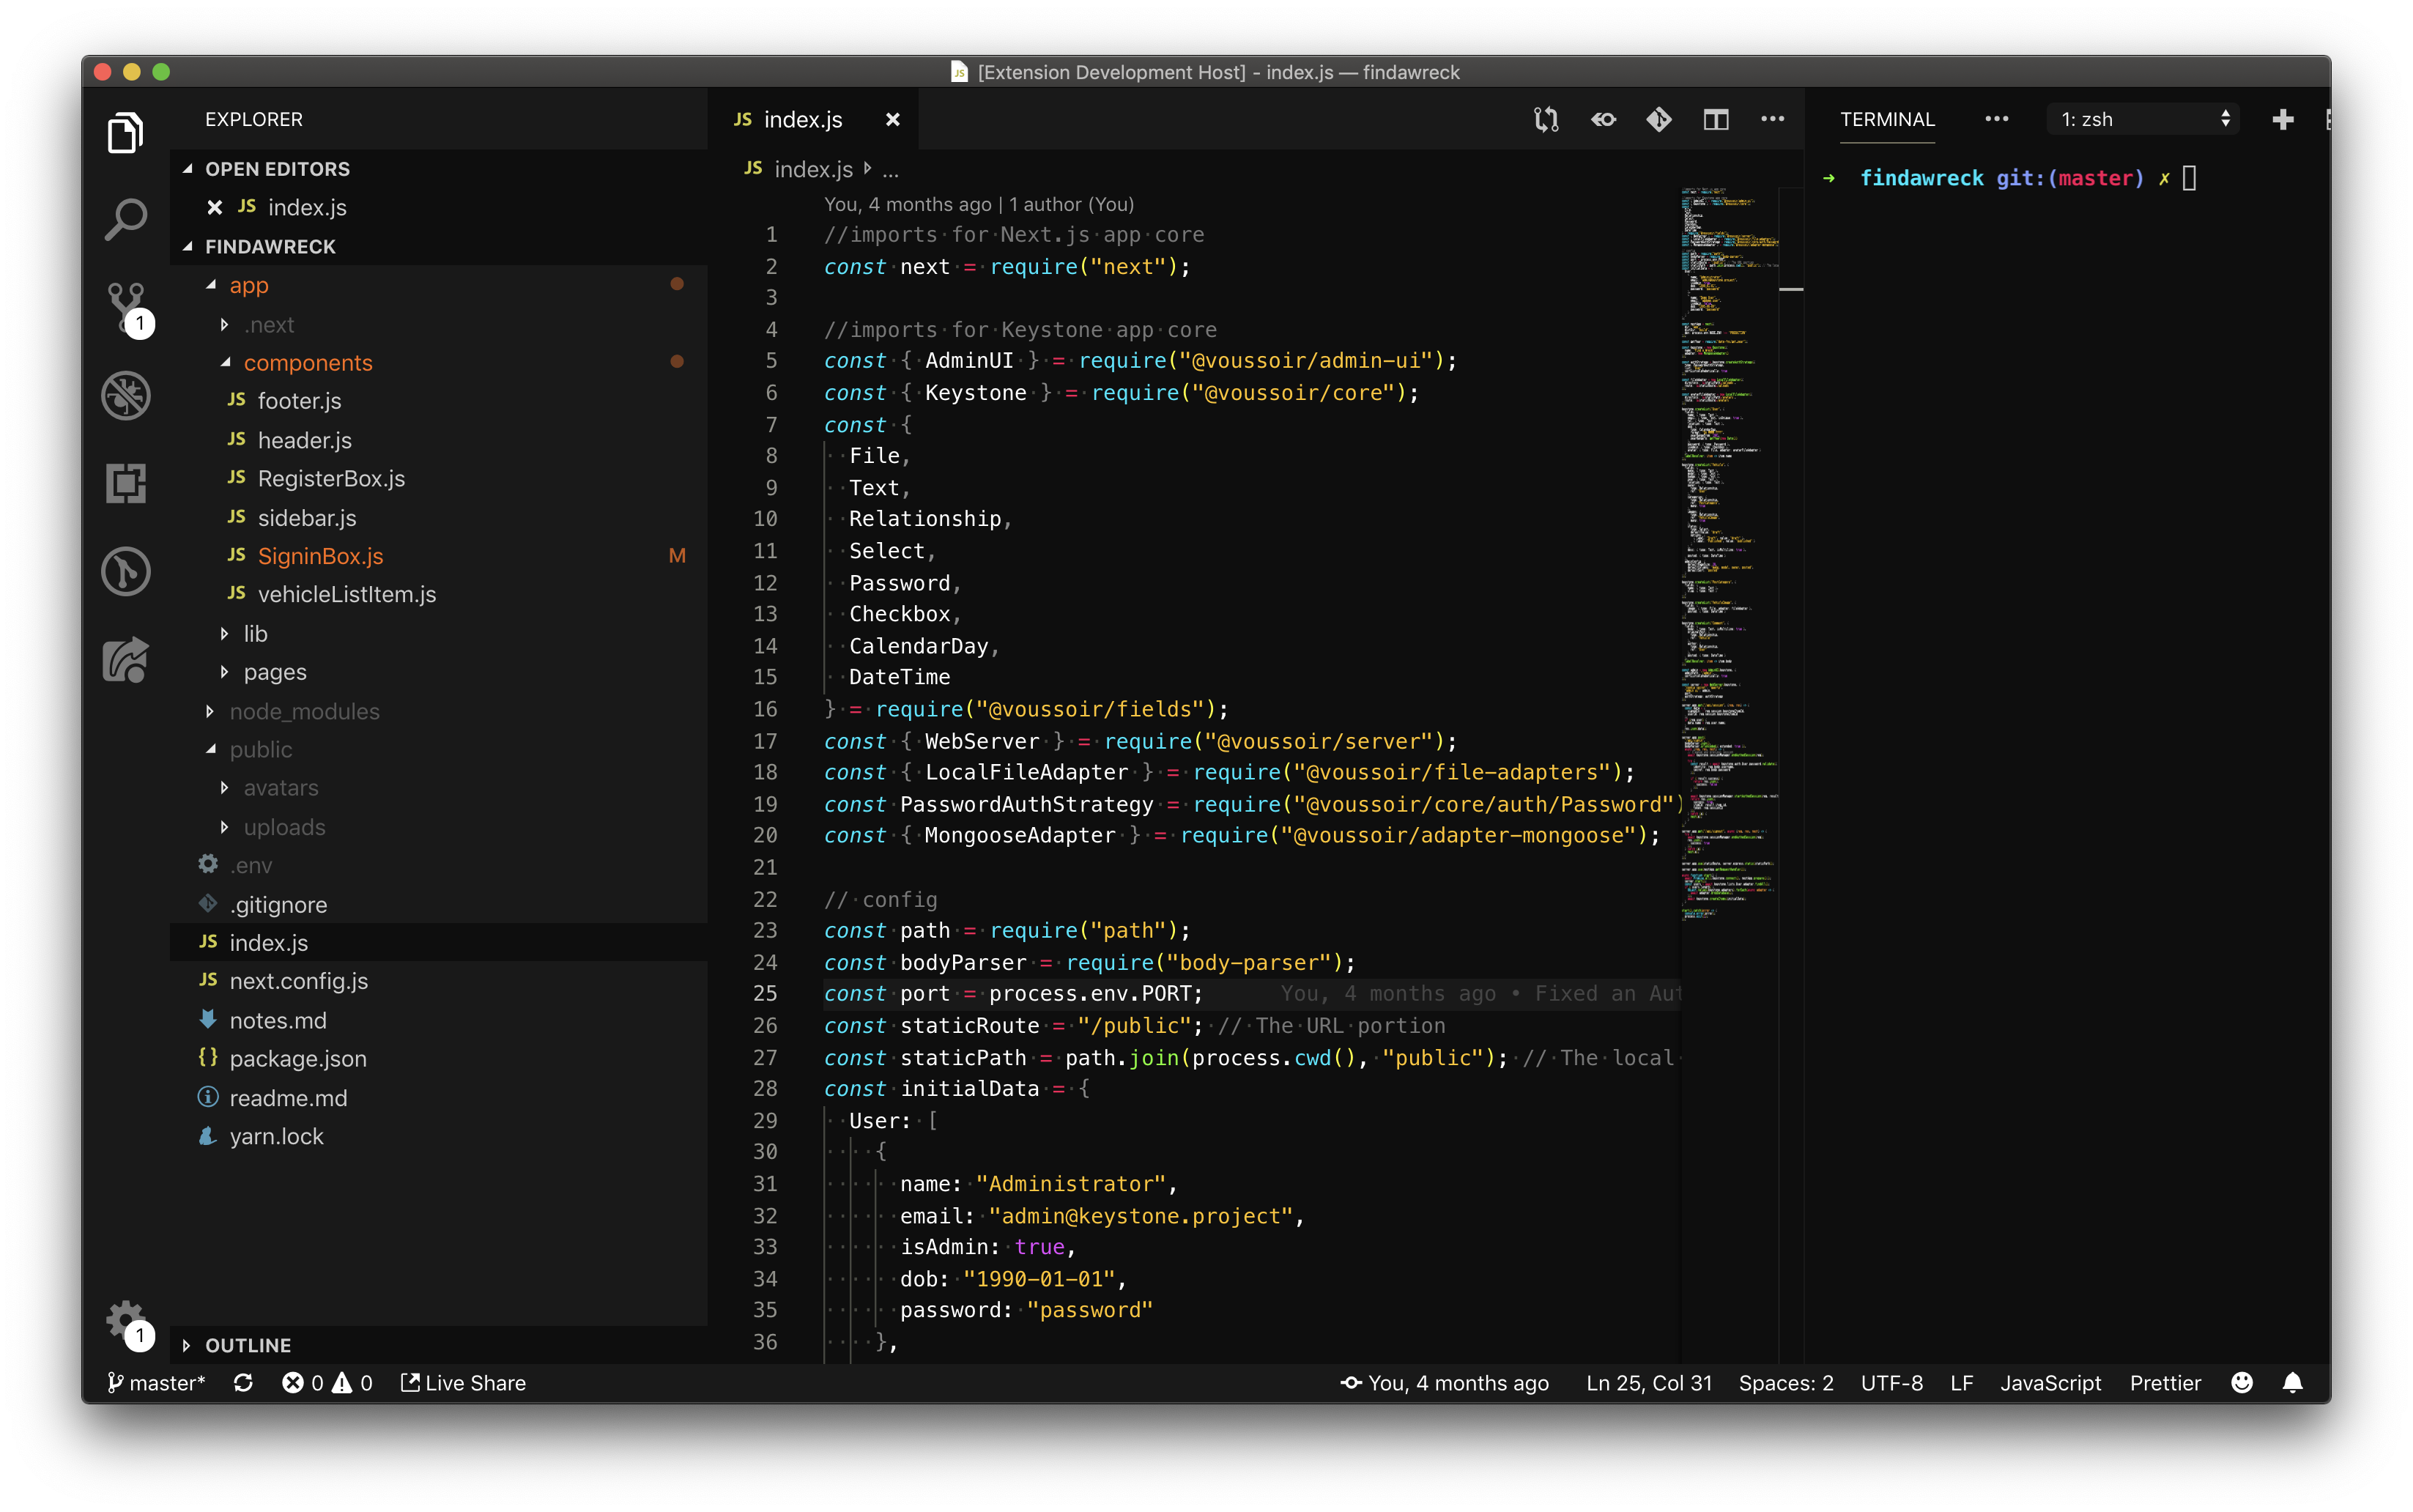 [Extension Development Host] - index.js — findawreck
EXPLORER
OPEN EDITORS
JS index.js
FINDAWRECK
app
.next
components
JS footer.js
JS header.js
JS RegisterBox.js
JS sidebar.js
JS SigninBox.js M
JS vehicleListItem.js
lib
pages
node_modules
public
avatars
uploads
.env
.gitignore
JS index.js
JS next.config.js
notes.md
{} package.json
readme.md
yarn.lock
OUTLINE
1
1
JS index.js
JS index.js ...
You, 4 months ago | 1 author (You)
1 //imports for Next.js app core
2 const next = require("next");
3
4 //imports for Keystone app core
5 const { AdminUI } = require("@voussoir/admin-ui");
6 const { Keystone } = require("@voussoir/core");
7 const {
8 File,
9 Text,
10 Relationship,
11 Select,
12 Password,
13 Checkbox,
14 CalendarDay,
15 DateTime
16 } = require("@voussoir/fields");
17 const { WebServer } = require("@voussoir/server");
18 const { LocalFileAdapter } = require("@voussoir/file-adapters");
19 const PasswordAuthStrategy = require("@voussoir/core/auth/Password")
20 const { MongooseAdapter } = require("@voussoir/adapter-mongoose");
21
22 // config
23 const path = require("path");
24 const bodyParser = require("body-parser");
25 const port = process.env.PORT; You, 4 months ago • Fixed an Aut
26 const staticRoute = "/public"; // The URL portion
27 const staticPath = path.join(process.cwd(), "public"); // The local
28 const initialData = {
29 User: [
30 {
31 name: "Administrator",
32 email: "admin@keystone.project",
33 isAdmin: true,
34 dob: "1990-01-01",
35 password: "password"
36 },
TERMINAL ... 1: zsh
→ findawreck git:(master) ✗
master* 0 0 Live Share You, 4 months ago Ln 25, Col 31 Spaces: 2 UTF-8 LF JavaScript Prettier